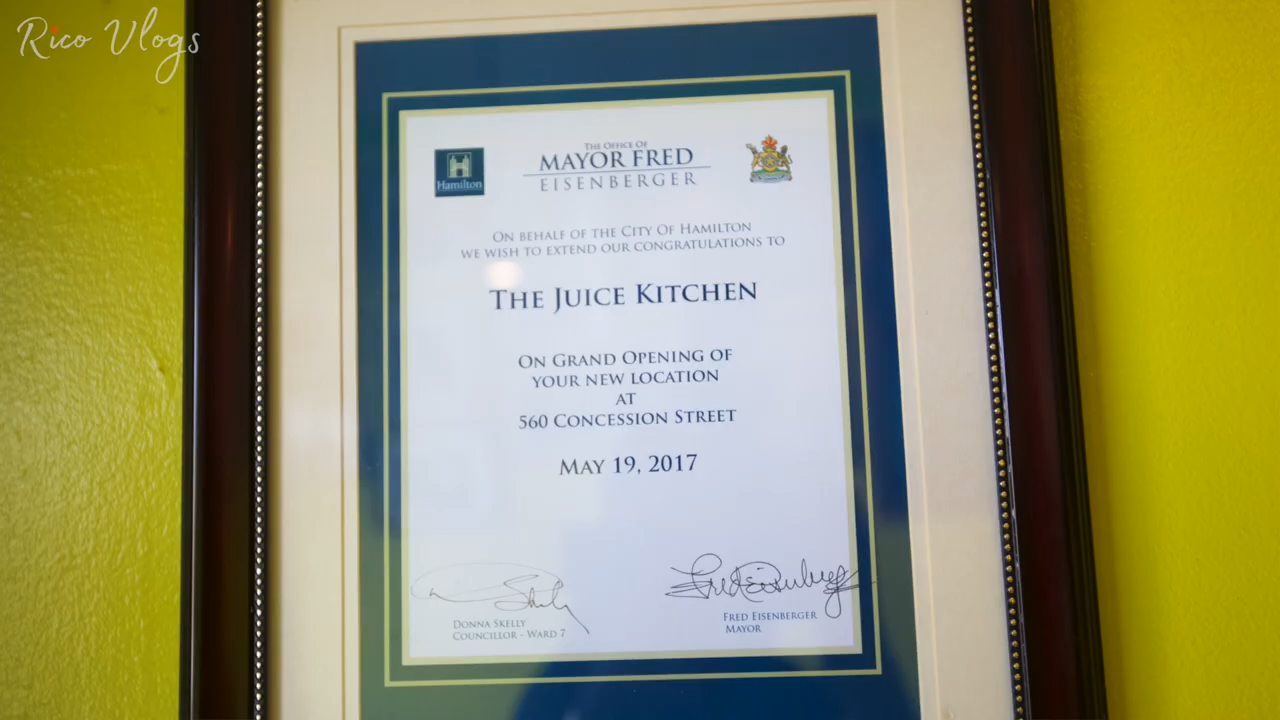 Rico Vlogs
THE OFFICE OF
MAYOR FRED
EISENBERGER
Hamilton
ON BEHALF OF THE CITY OF HAMILTON
WE WISH TO EXTEND OUR CONGRATULATIONS TO
THE JUICE KITCHEN
ON GRAND OPENING OF
YOUR NEW LOCATION
AT
560 CONCESSION STREET
MAY 19, 2017
DONNA SKELLY
COUNCILLOR - WARD 7
FRED EISENBERGER
MAYOR